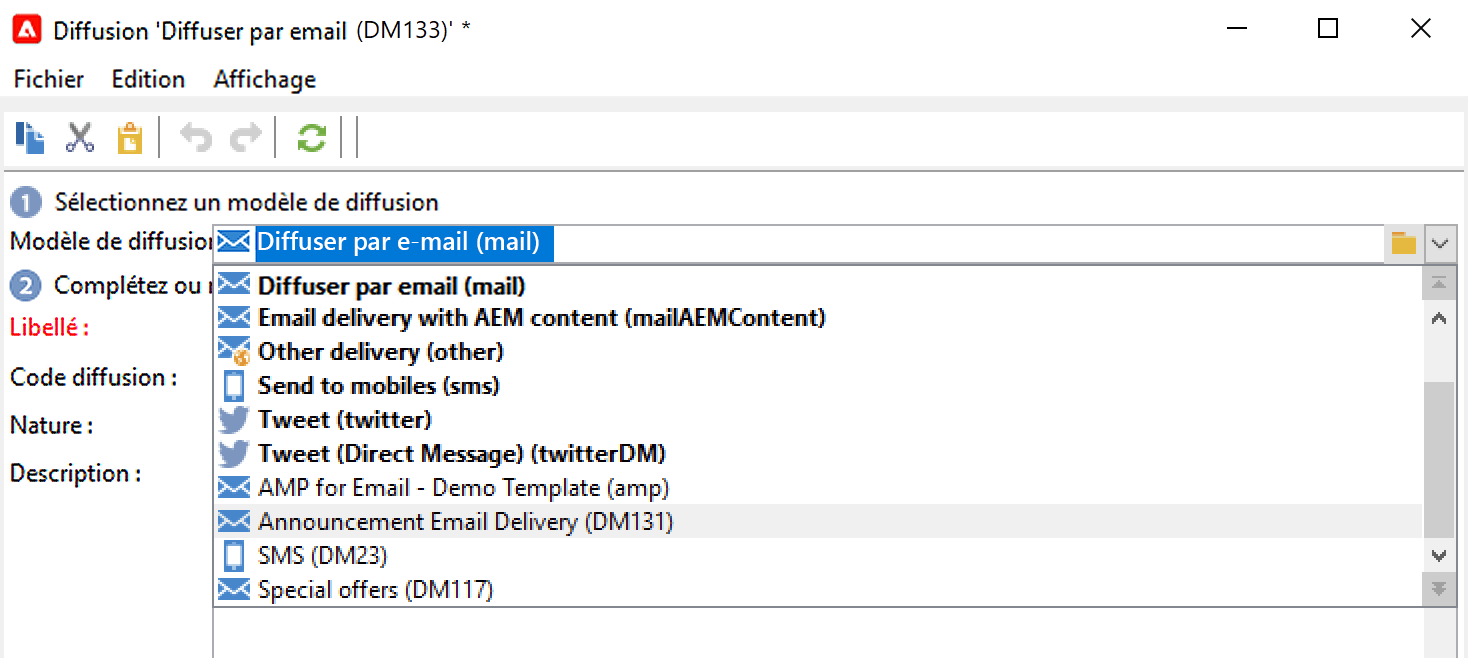 Diffusion 'Diffuser par email (DM133)' *
Fichier Edition Affichage
1 Sélectionnez un modèle de diffusion
Modèle de diffusion Diffuser par e-mail (mail)
2 Complétez ou
Diffuser par email (mail)
Email delivery with AEM content (mailAEMContent)
Libellé :
Other delivery (other)
Code diffusion :
Send to mobiles (sms)
Nature :
Tweet (twitter)
Tweet (Direct Message) (twitterDM)
Description :
AMP for Email - Demo Template (amp)
Announcement Email Delivery (DM131)
SMS (DM23)
Special offers (DM117)